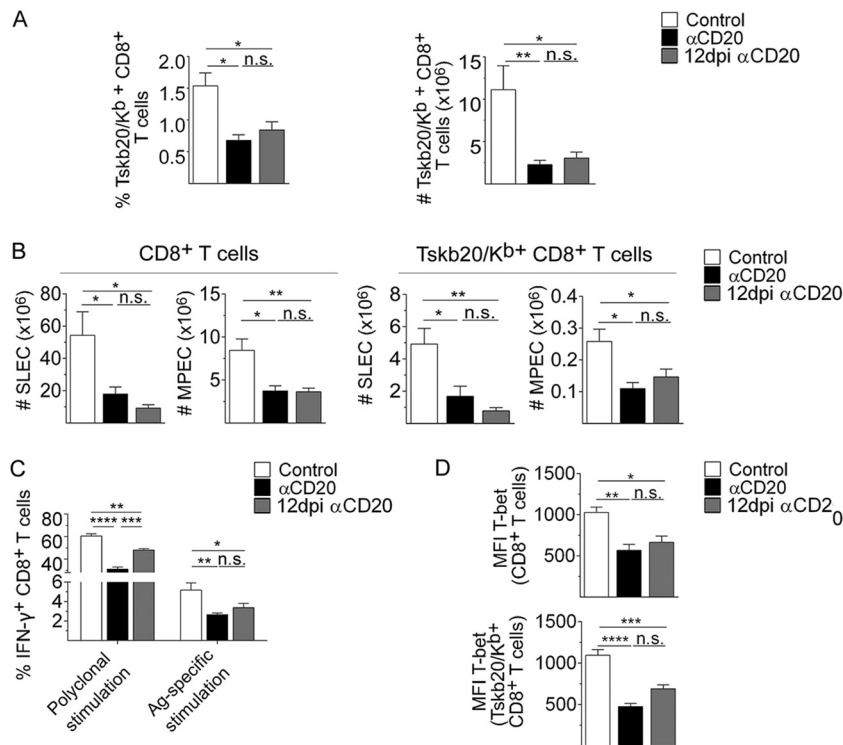 A
Control
αCD20
12dpi αCD20
% Tskb20/Kb + CD8+
T cells
2.0
1.5
1.0
0.5
*
* n.s.
# Tskb20/Kb + CD8+
T cells (x106)
15
10
5
*
** n.s.
B
CD8+ T cells
Tskb20/Kb+ CD8+ T cells
Control
αCD20
12dpi αCD20
# SLEC (x106)
80
60
40
20
*
* n.s.
# MPEC (x106)
15
10
5
**
* n.s.
# SLEC (x106)
8
6
4
2
**
* n.s.
# MPEC (x106)
0.4
0.3
0.2
0.1
*
* n.s.
C
Control
αCD20
12dpi αCD20
% IFN-γ+ CD8+ T cells
80
60
40
6
4
2
**
**** ***
*
** n.s.
Polyclonal
stimulation
Ag-specific
stimulation
D
Control
αCD20
12dpi αCD20
MFI T-bet
(CD8+ T cells)
1500
1000
500
*
** n.s.
MFI T-bet
(Tskb20/Kb+
CD8+ T cells)
1500
1000
500
***
**** n.s.